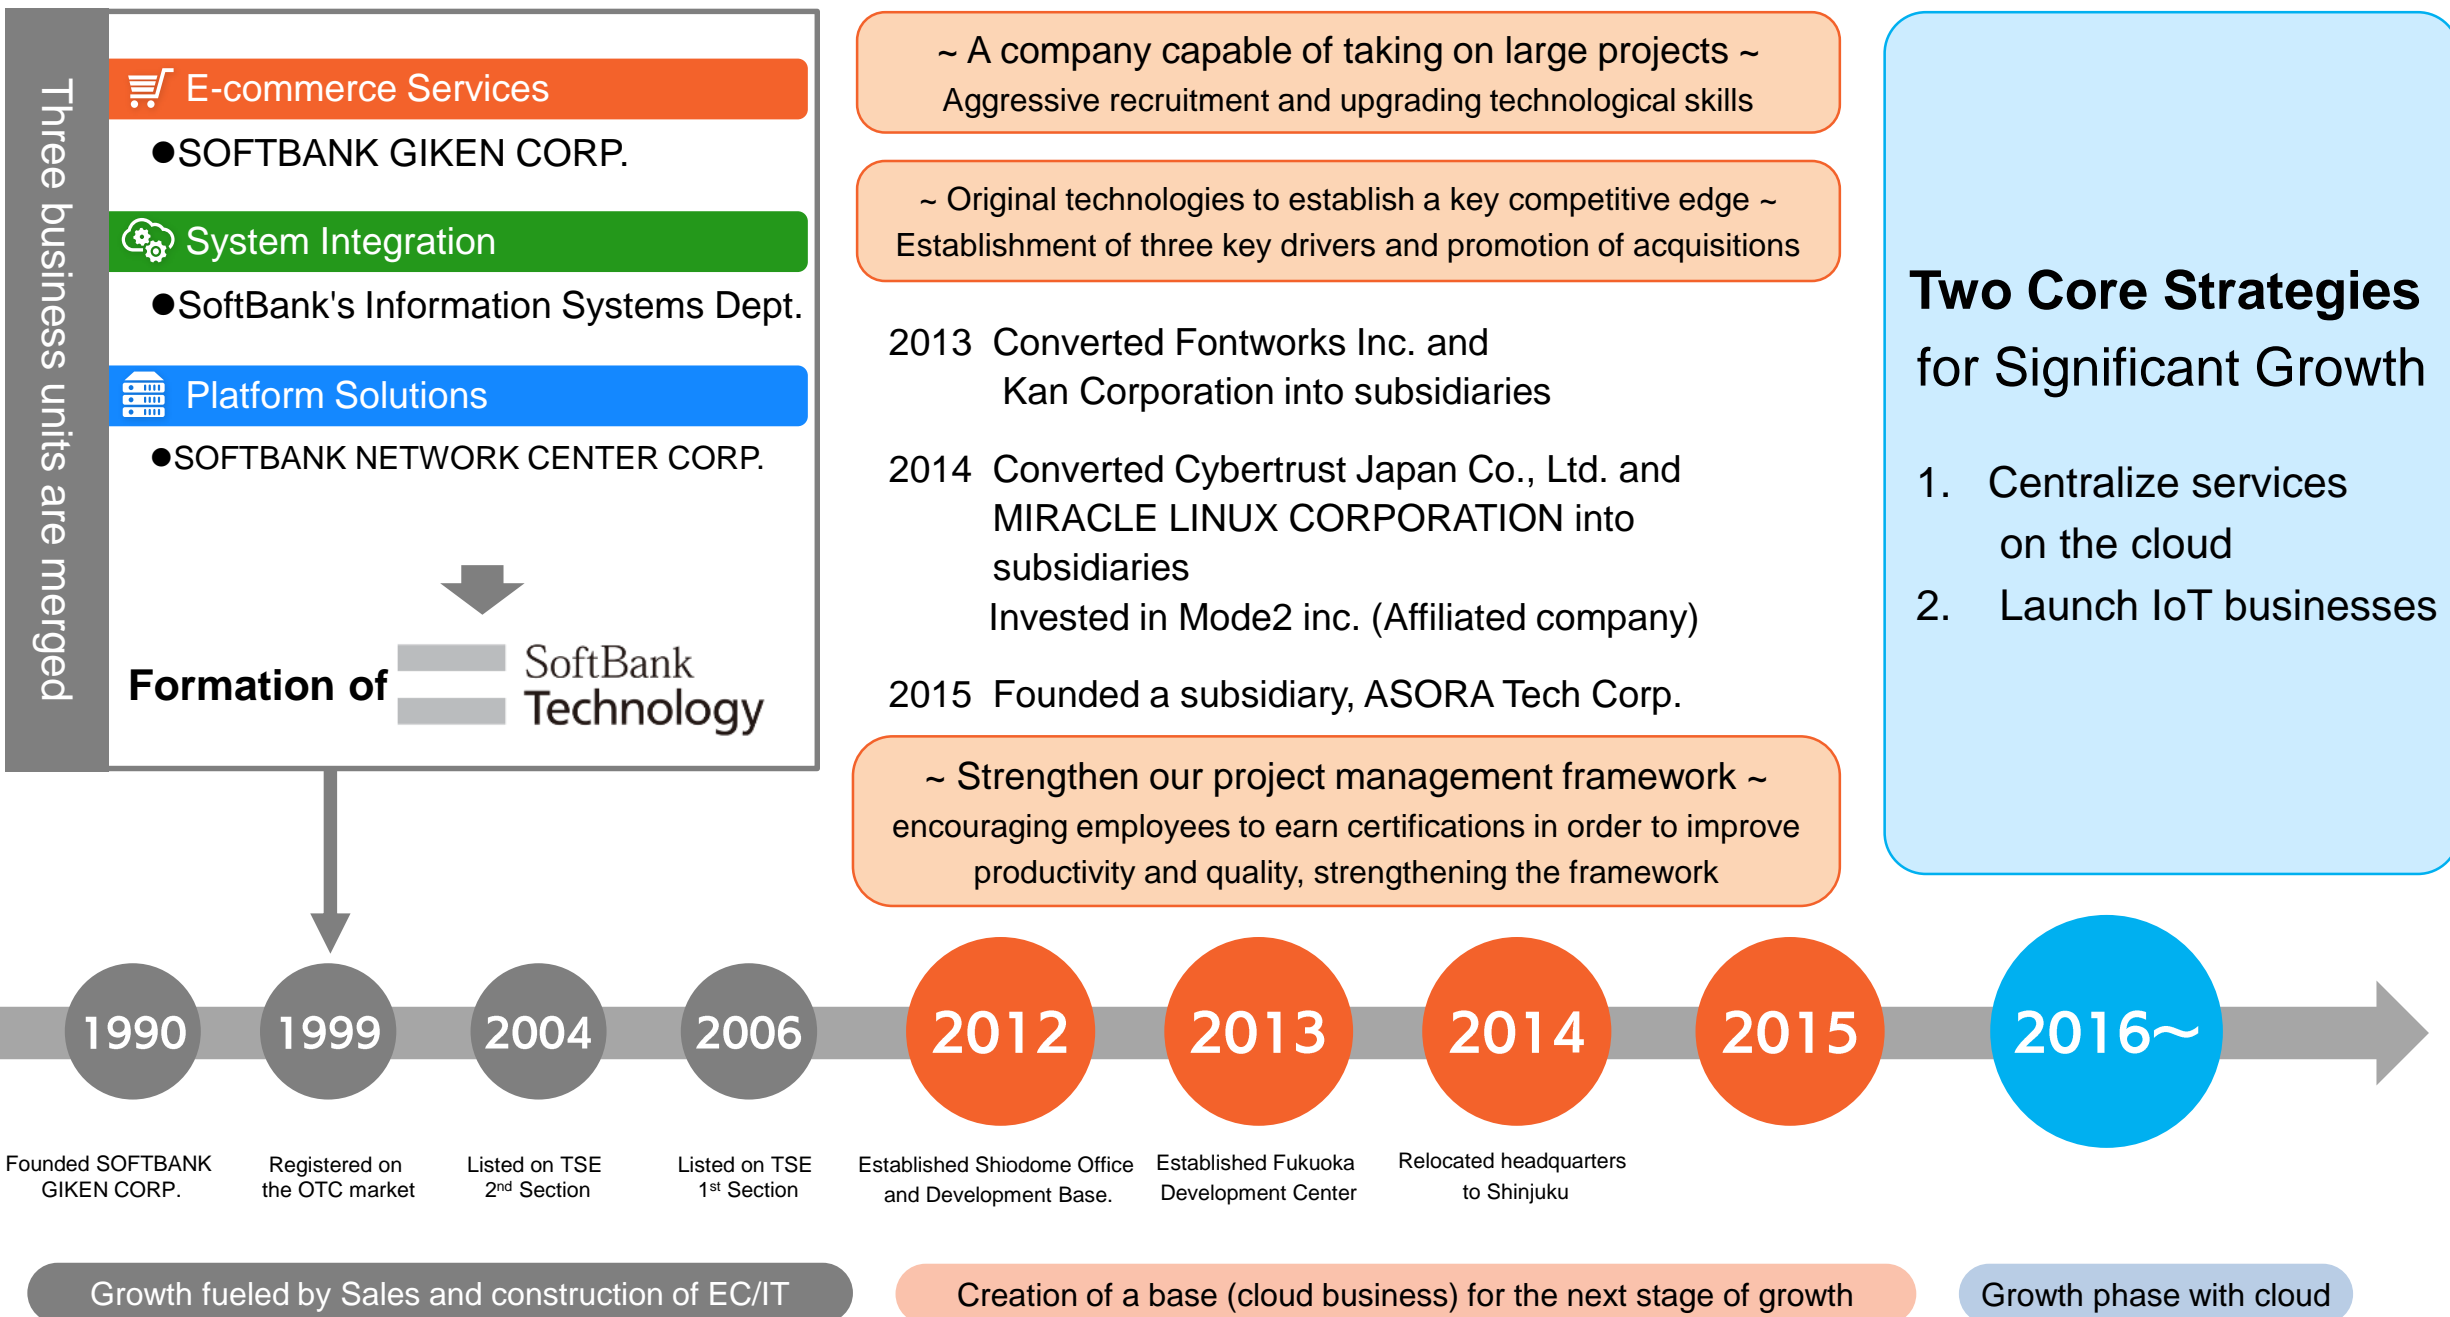 Three business units are merged
E-commerce Services
●SOFTBANK GIKEN CORP.
System Integration
●SoftBank's Information Systems Dept.
Platform Solutions
●SOFTBANK NETWORK CENTER CORP.
Formation of
SoftBank
Technology
~ A company capable of taking on large projects ~
Aggressive recruitment and upgrading technological skills
~ Original technologies to establish a key competitive edge ~
Establishment of three key drivers and promotion of acquisitions
2013 Converted Fontworks Inc. and
Kan Corporation into subsidiaries
2014 Converted Cybertrust Japan Co., Ltd. and
MIRACLE LINUX CORPORATION into
subsidiaries
Invested in Mode2 inc. (Affiliated company)
2015 Founded a subsidiary, ASORA Tech Corp.
~ Strengthen our project management framework ~
encouraging employees to earn certifications in order to improve
productivity and quality, strengthening the framework
Two Core Strategies
for Significant Growth
1. Centralize services
on the cloud
2. Launch IoT businesses
1990
1999
2004
2006
2012
2013
2014
2015
2016~
Founded SOFTBANK
GIKEN CORP.
Registered on
the OTC market
Listed on TSE
2nd Section
Listed on TSE
1st Section
Established Shiodome Office
and Development Base.
Established Fukuoka
Development Center
Relocated headquarters
to Shinjuku
Growth fueled by Sales and construction of EC/IT
Creation of a base (cloud business) for the next stage of growth
Growth phase with cloud